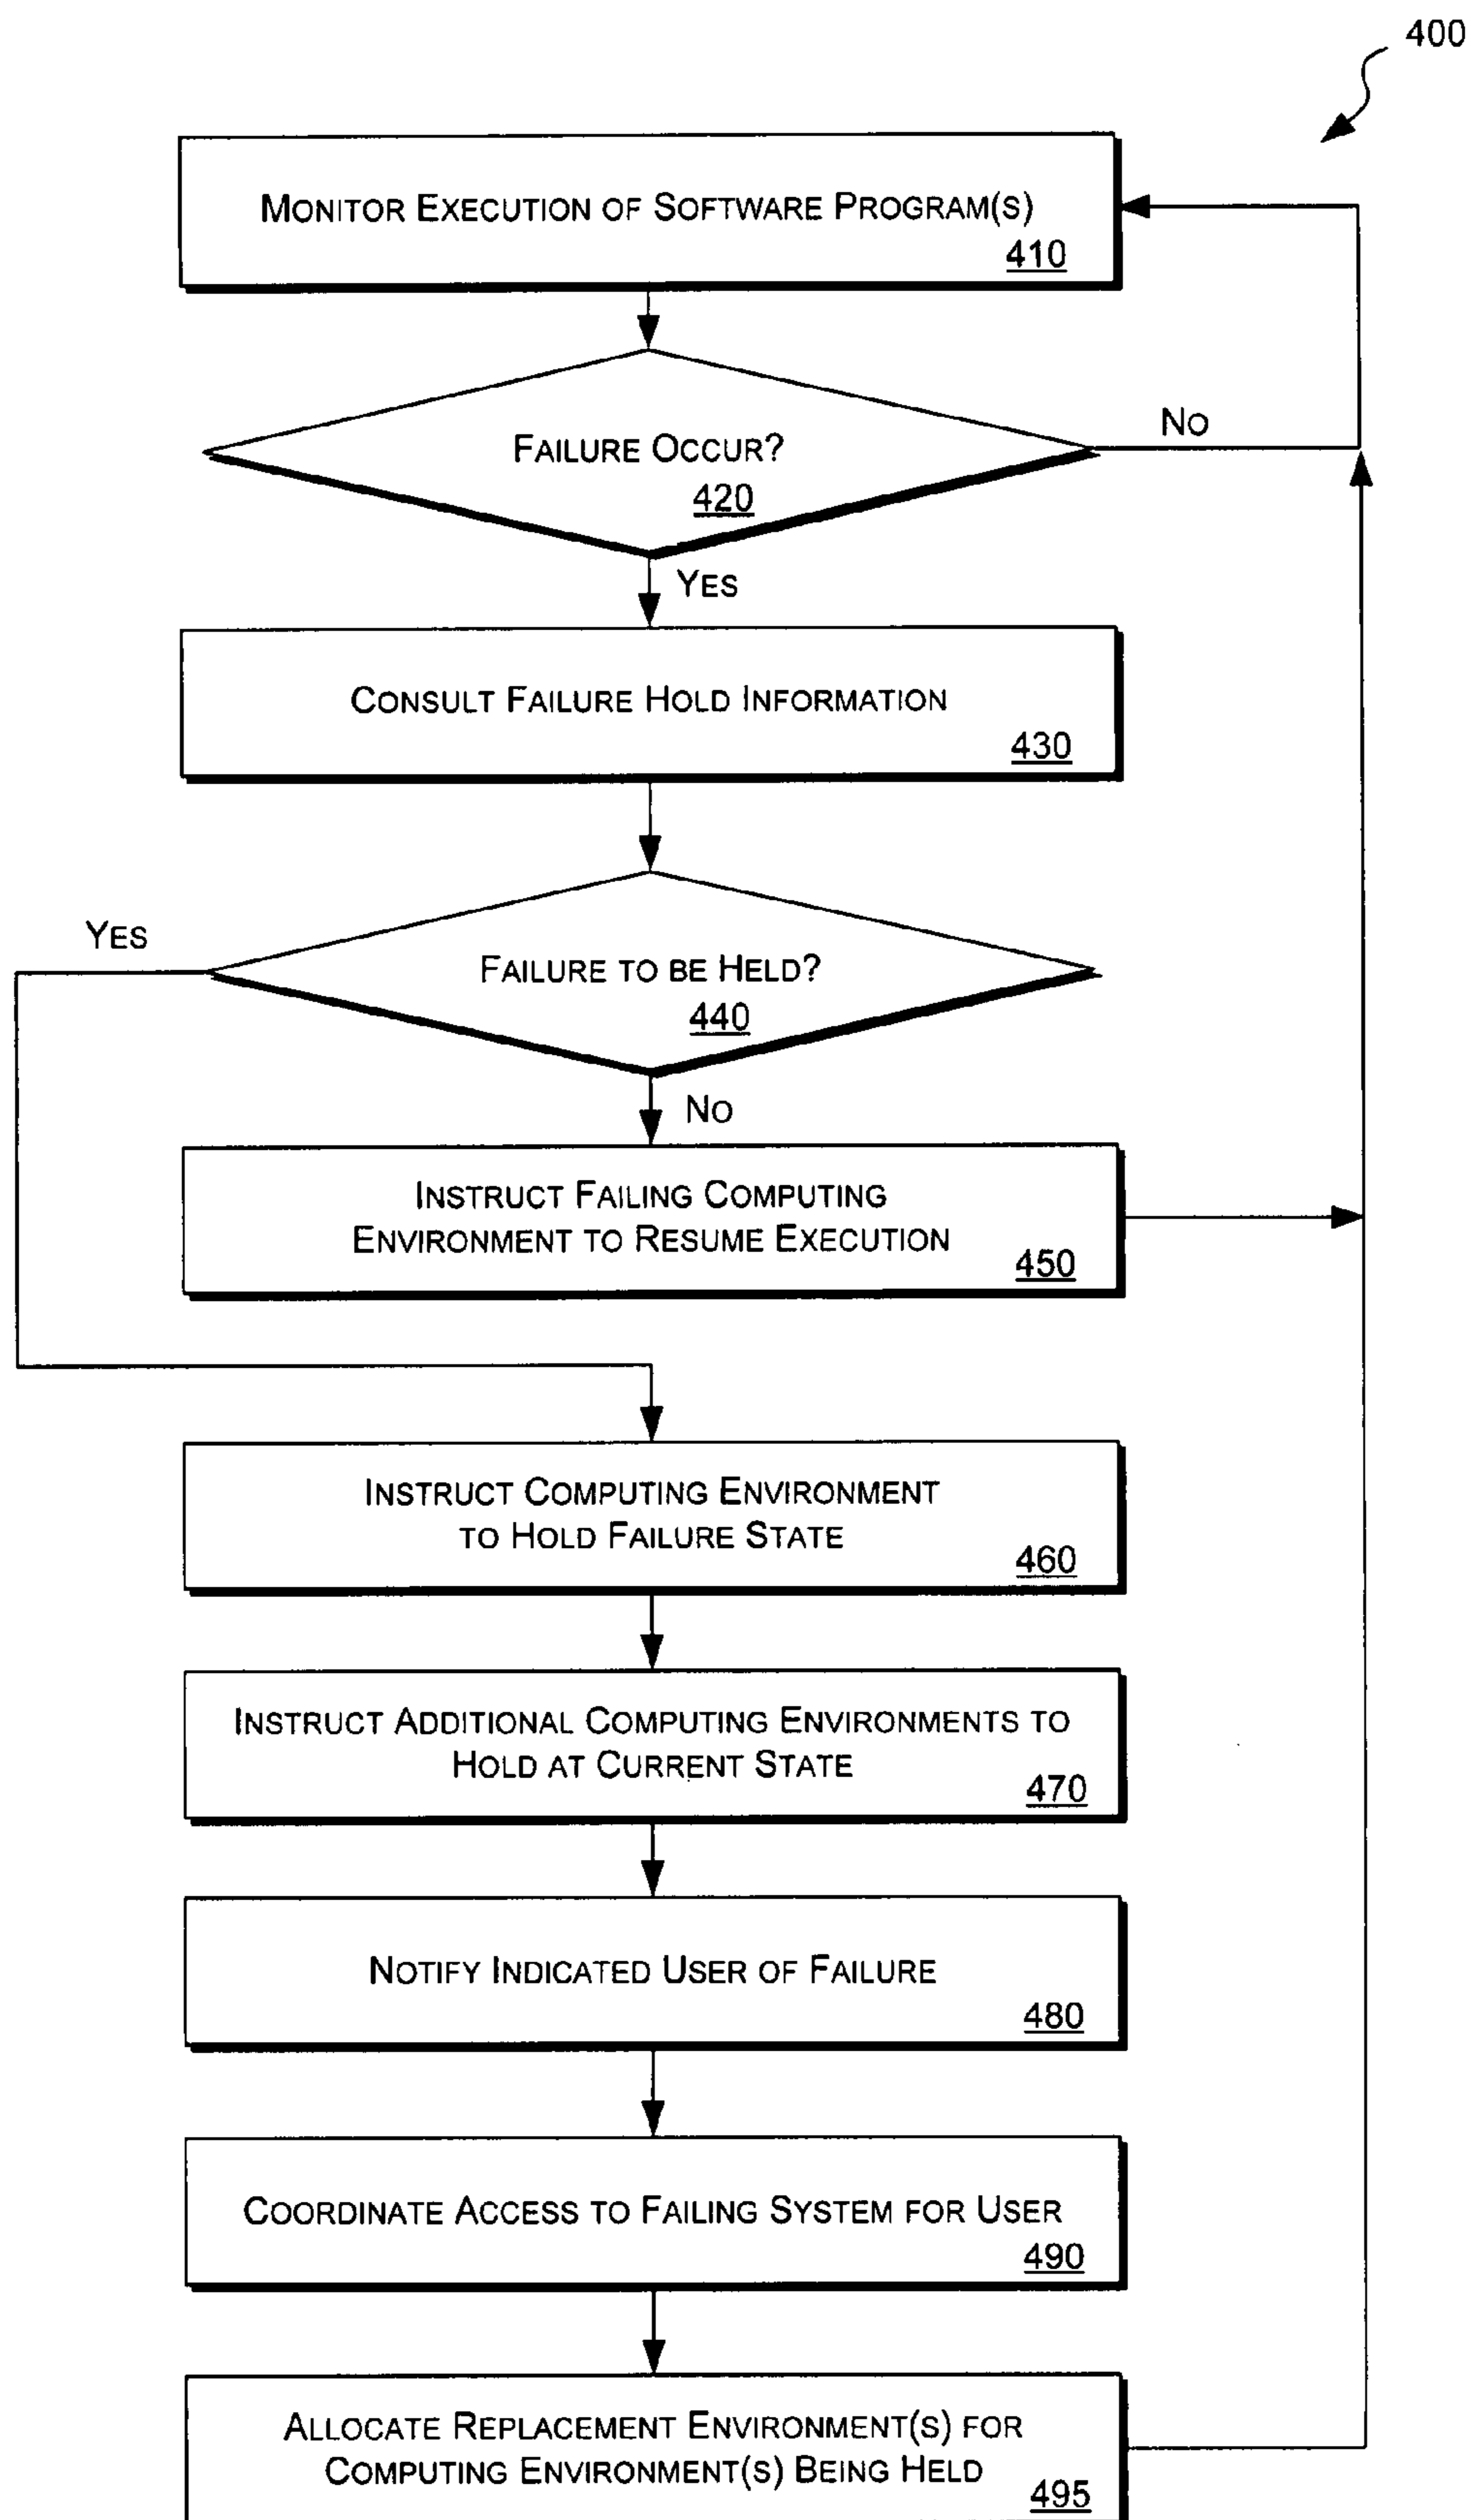 400
MONITOR EXECUTION OF SOFTWARE PROGRAM(S)
410
FAILURE OCCUR?
420
NO
YES
CONSULT FAILURE HOLD INFORMATION
430
YES
FAILURE TO BE HELD?
440
NO
INSTRUCT FAILING COMPUTING
ENVIRONMENT TO RESUME EXECUTION
450
INSTRUCT COMPUTING ENVIRONMENT
TO HOLD FAILURE STATE
460
INSTRUCT ADDITIONAL COMPUTING ENVIRONMENTS TO
HOLD AT CURRENT STATE
470
NOTIFY INDICATED USER OF FAILURE
480
COORDINATE ACCESS TO FAILING SYSTEM FOR USER
490
ALLOCATE REPLACEMENT ENVIRONMENT(S) FOR
COMPUTING ENVIRONMENT(S) BEING HELD
495